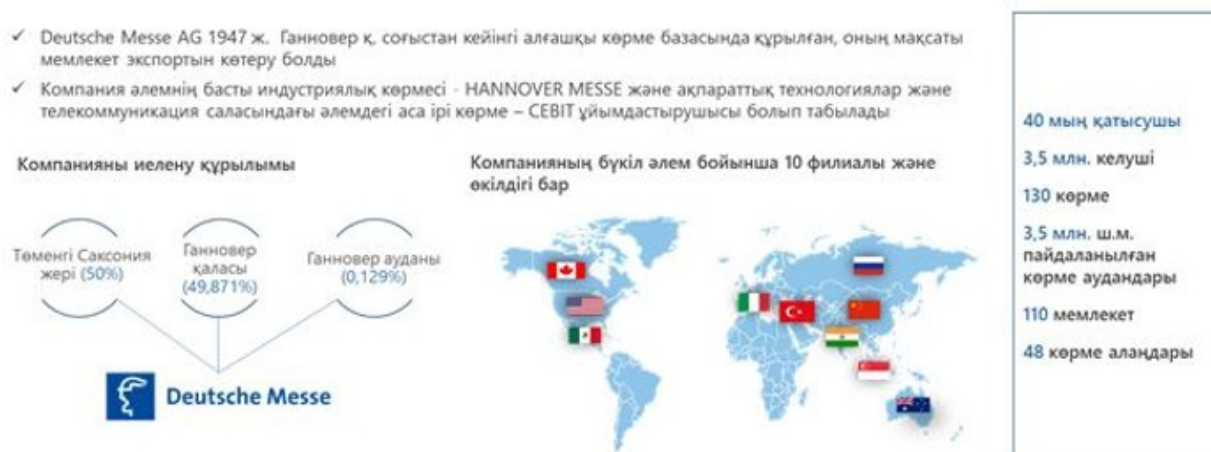 ✓ Deutsche Messe AG 1947 ж. Ганновер қ. соғыстан кейінгі алғашқы көрме базасында құрылған, оның мақсаты
мемлекет экспортын көтеру болды
✓ Компания әлемнің басты индустриялық көрмесі - HANNOVER MESSE және ақпараттық технологиялар және
телекоммуникация саласындағы әлемдегі аса ірі көрме – CEBIT ұйымдастырушысы болып табылады
Компанияны иелену құрылымы
Төменгі Саксония
жері (50%)
Ганновер
қаласы
(49,871%)
Ганновер ауданы
(0,129%)
Deutsche Messe
Компанияның бүкіл әлем бойынша 10 филиалы және
өкілдігі бар
40 мың қатысушы
3,5 млн. келуші
130 көрме
3,5 млн. ш.м.
пайдаланылған
көрме аудандары
110 мемлекет
48 көрме алаңдары